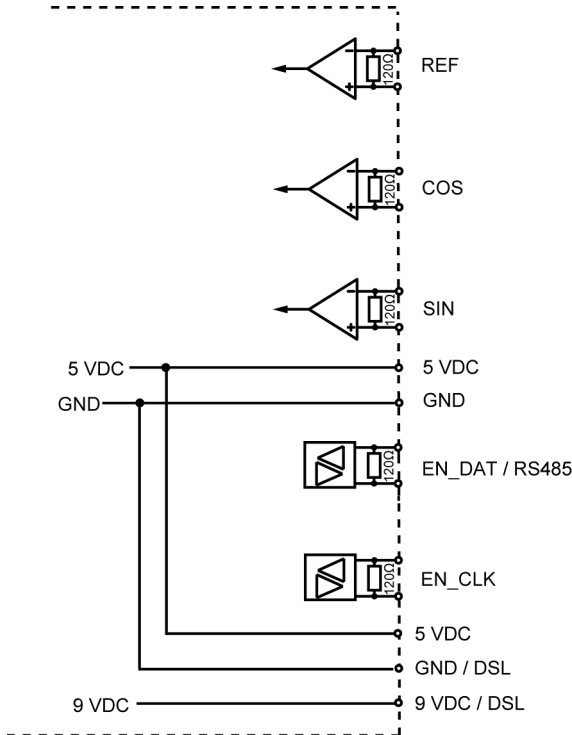 REF
120Ω
COS
120Ω
SIN
120Ω
5 VDC 5 VDC
GND GND
EN_DAT / RS485
120Ω
EN_CLK
120Ω
5 VDC
GND / DSL
9 VDC 9 VDC / DSL